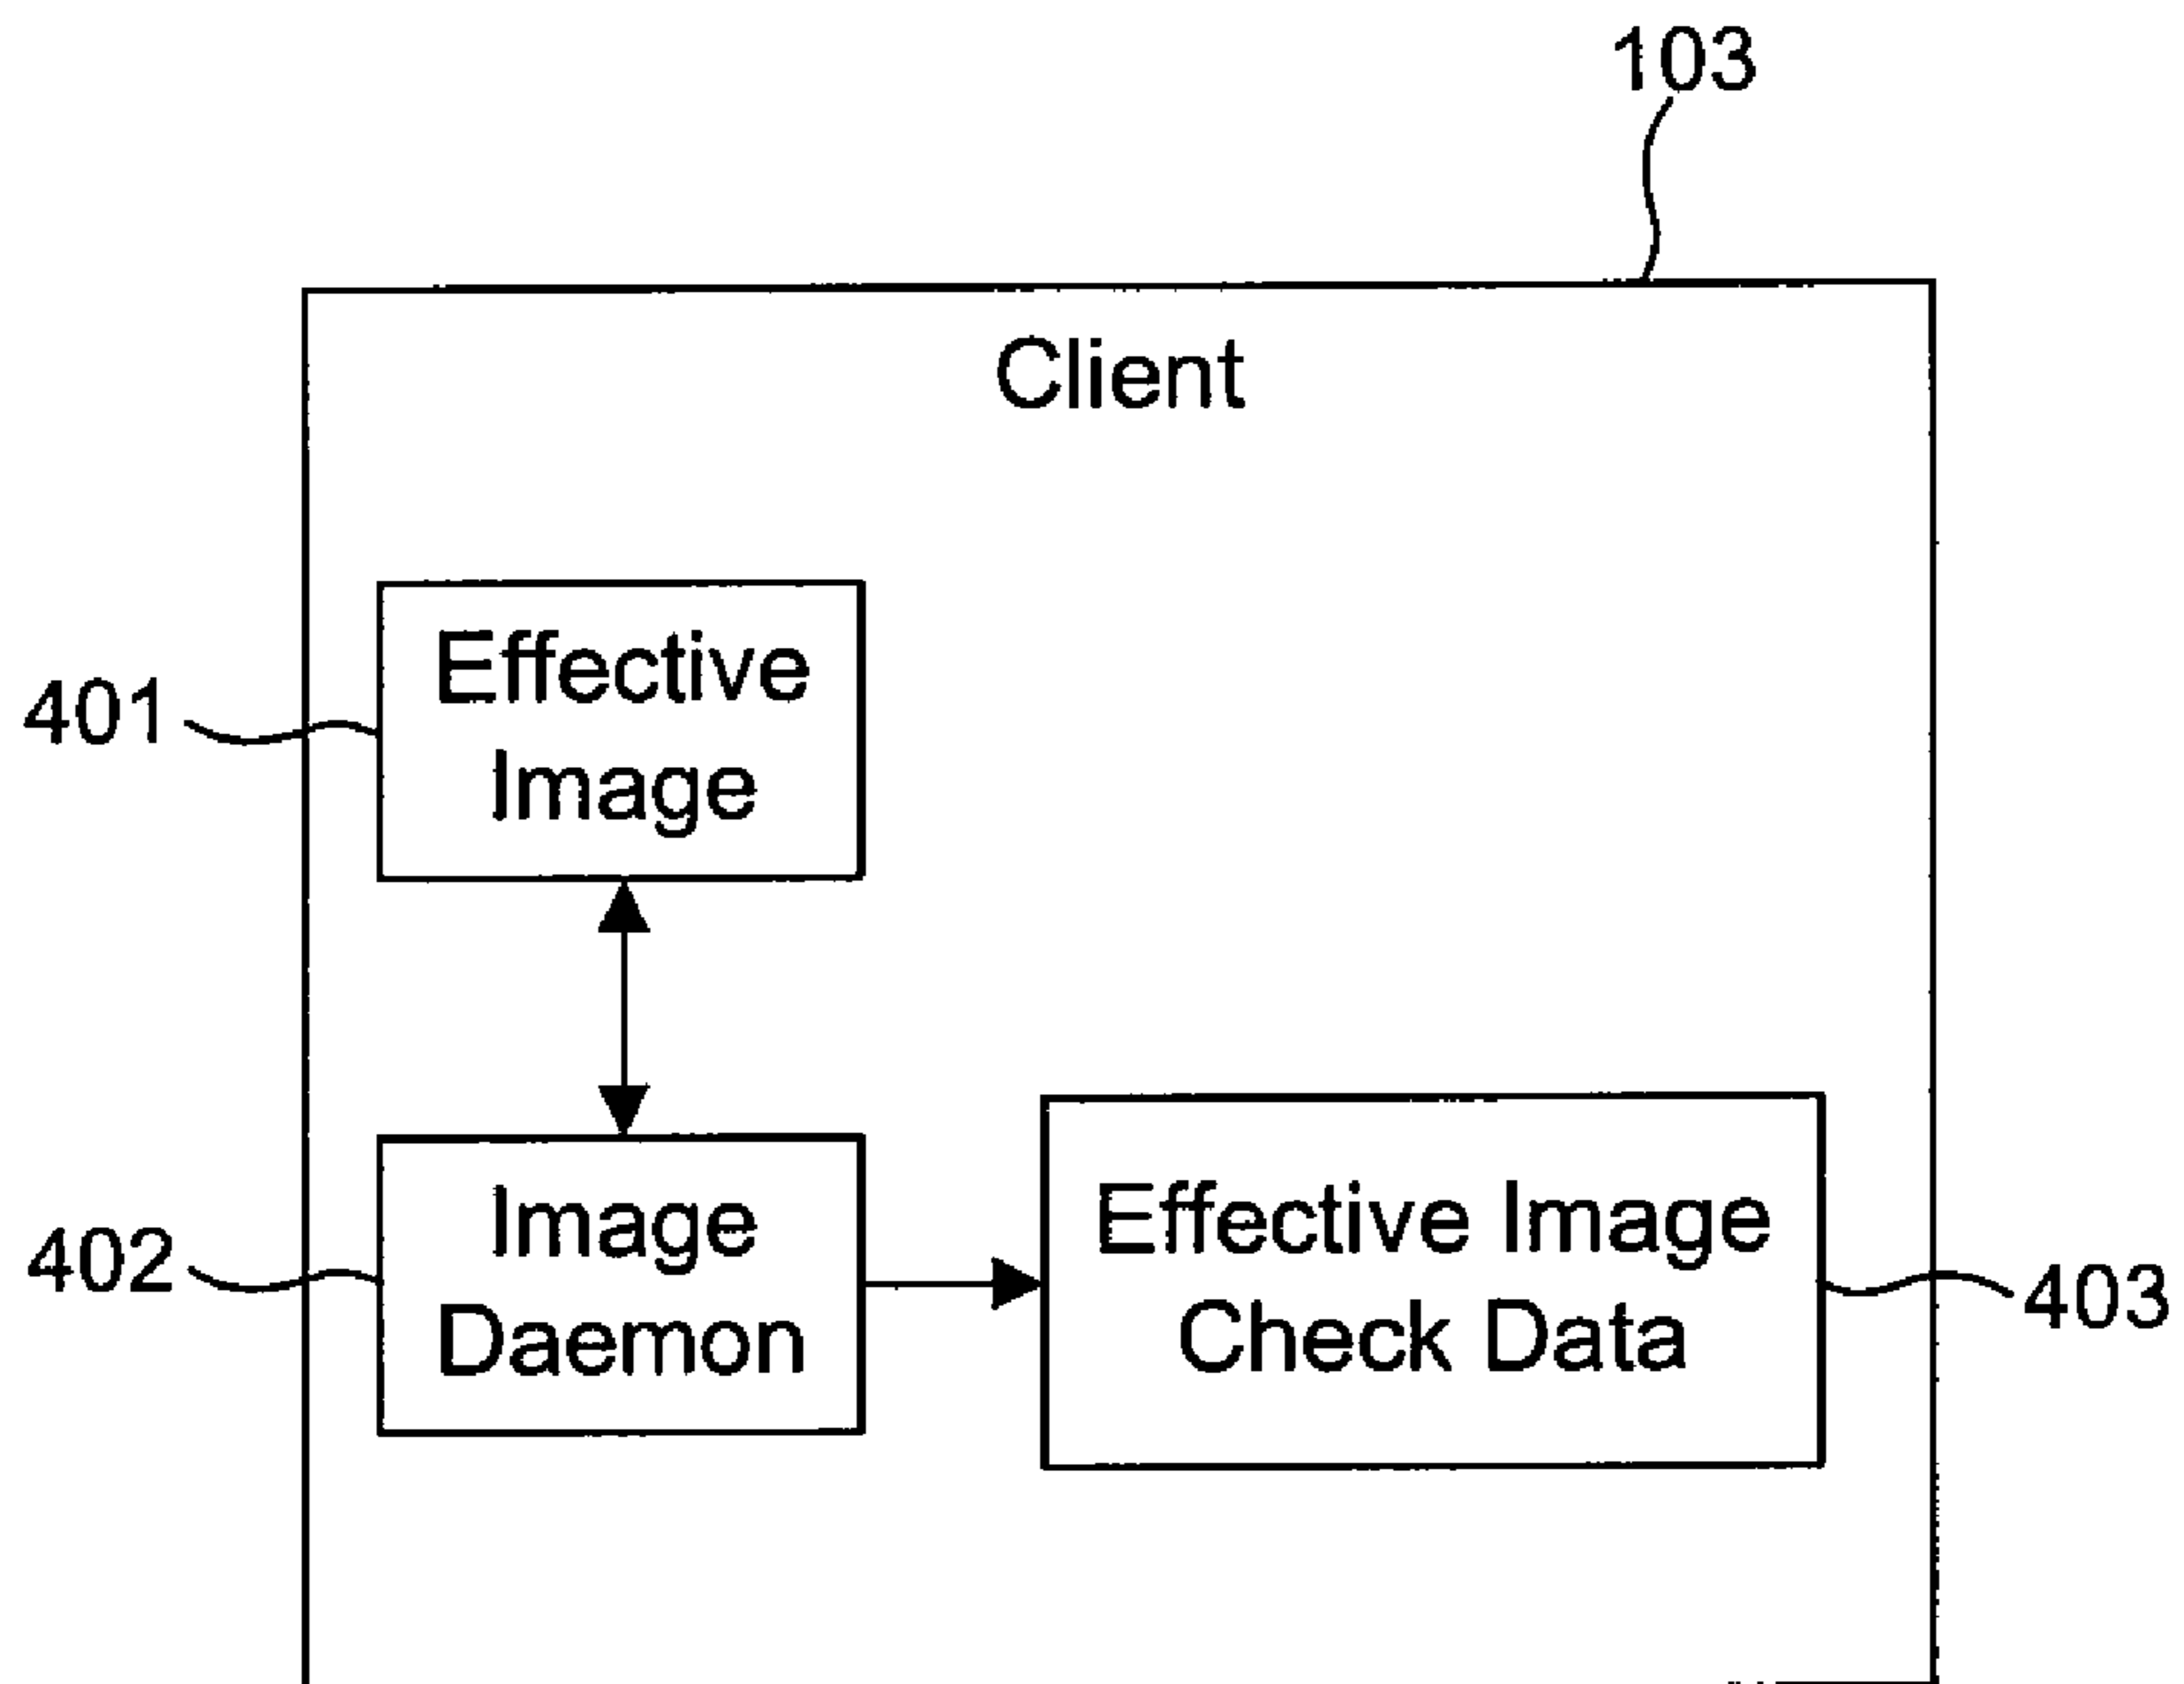 103
Client
Effective
Image
401
Image
Daemon
402
Effective Image
Check Data
403